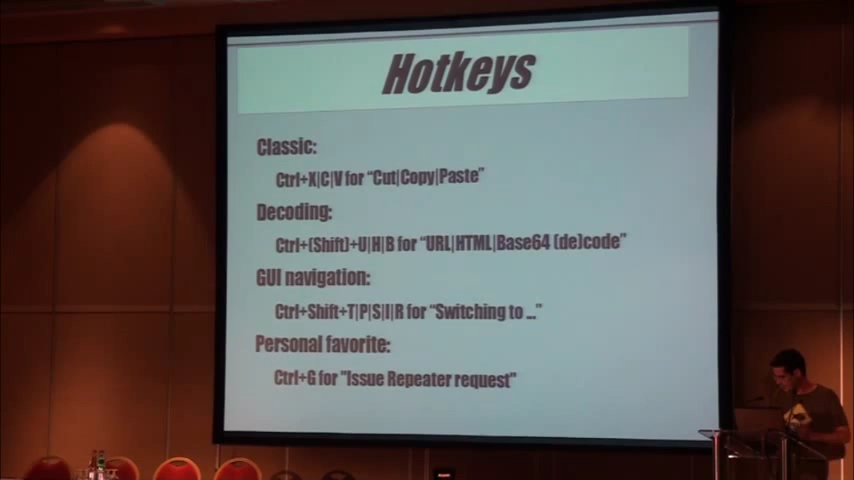 Hotkeys
Classic:
Ctrl+X|C|V for “Cut|Copy|Paste”
Decoding:
Ctrl+(Shift)+U|H|B for “URL|HTML|Base64 (de)code”
GUI navigation:
Ctrl+Shift+T|P|S|I|R for “Switching to ...”
Personal favorite:
Ctrl+G for "Issue Repeater request"